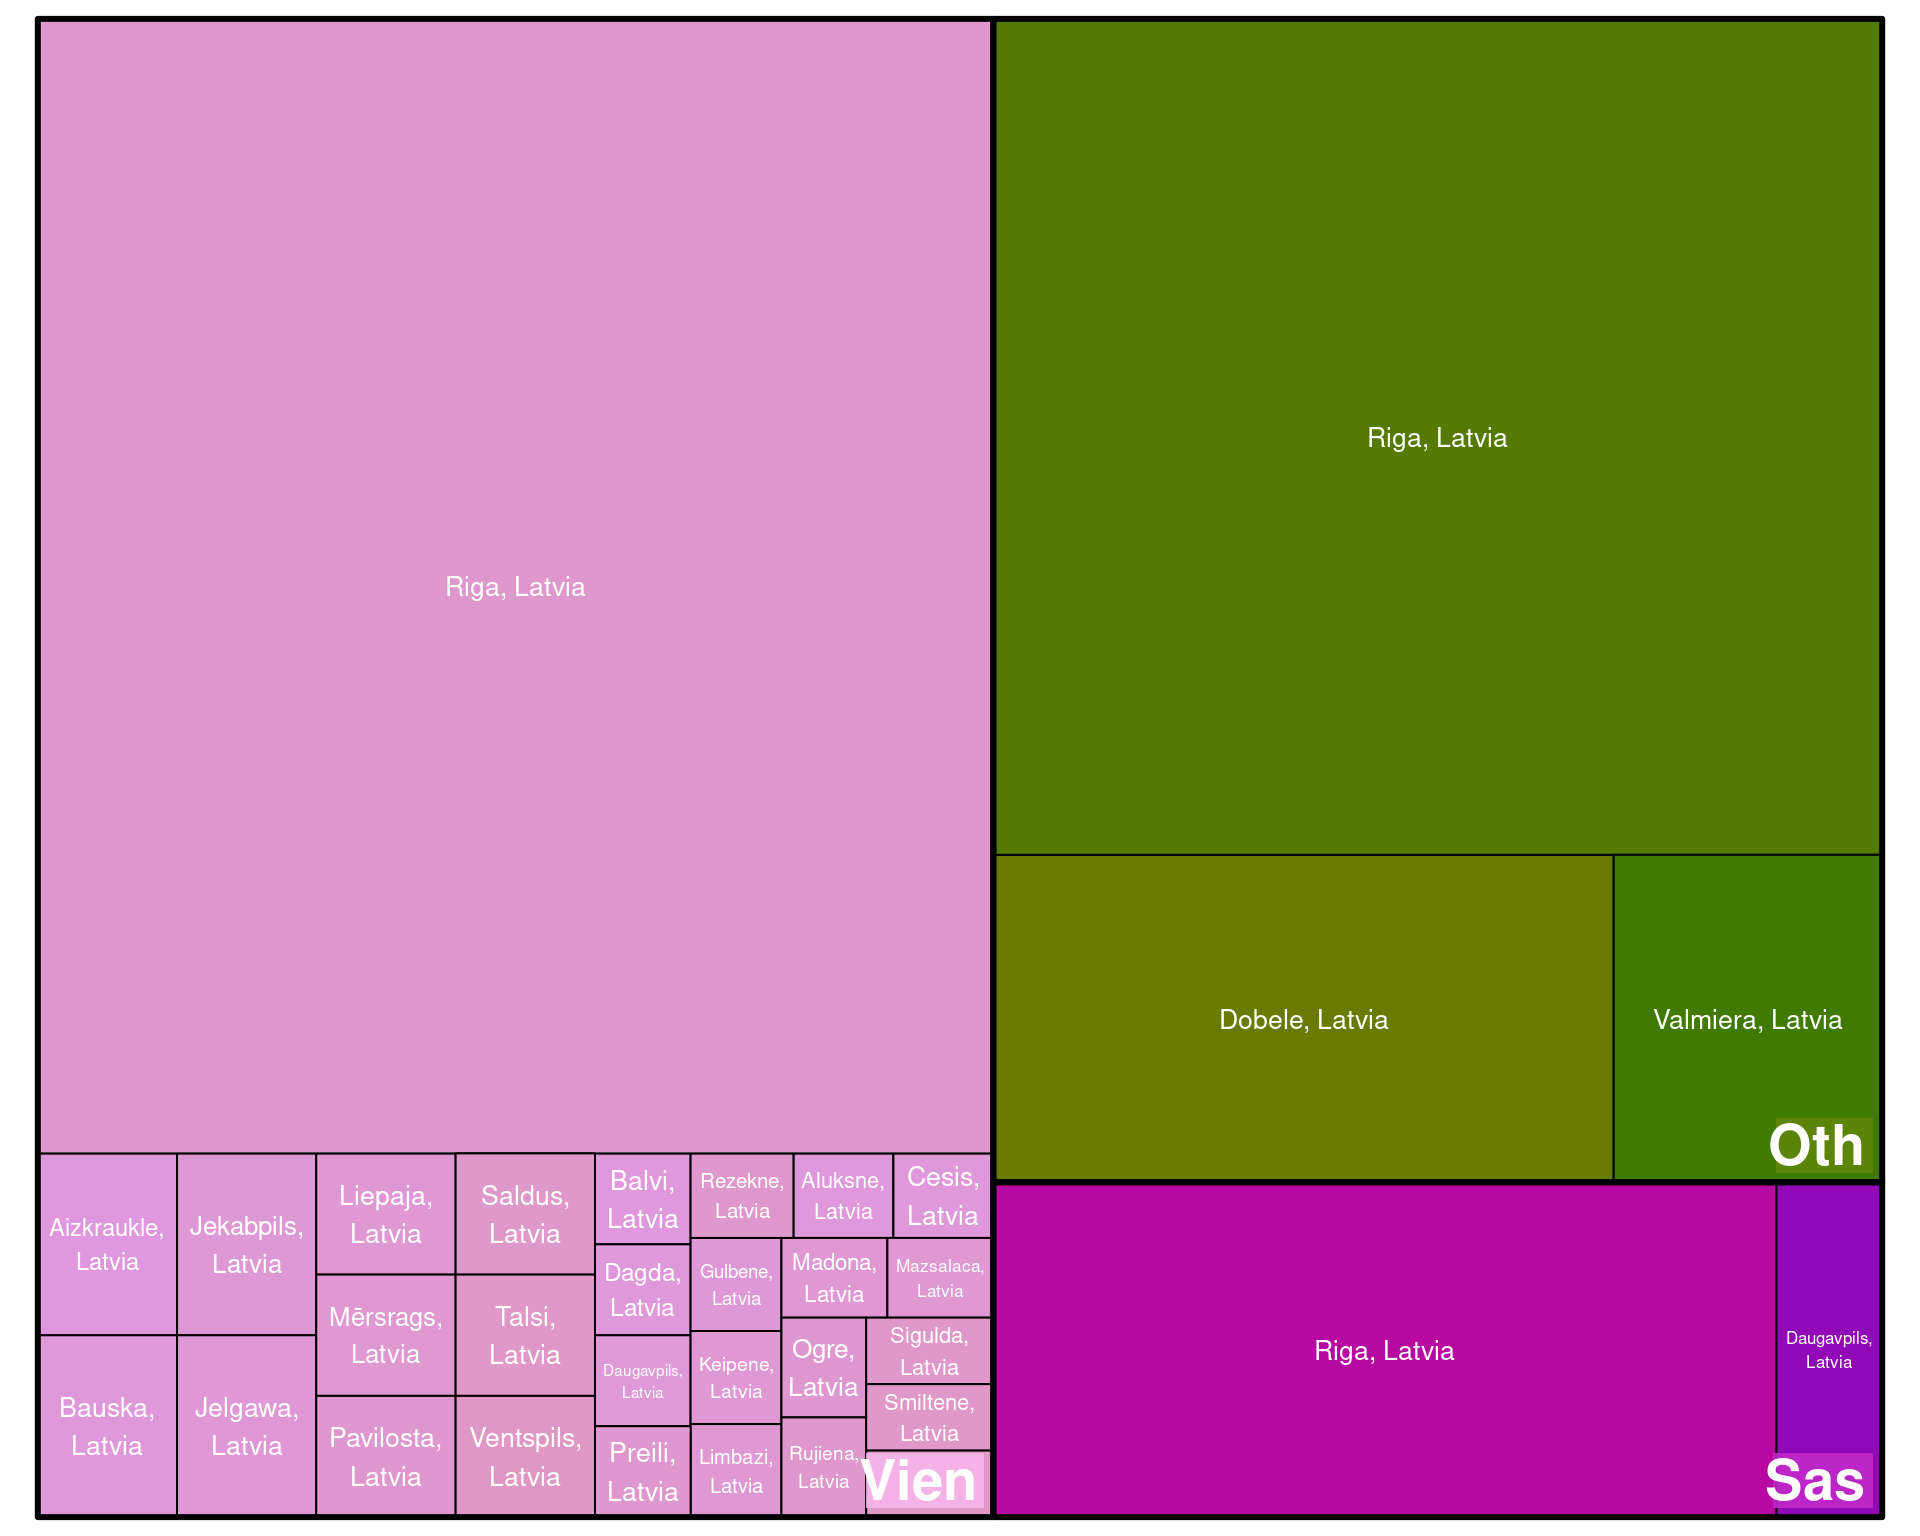 Riga, Latvia
Aizkraukle,
Latvia
Bauska,
Latvia
Jekabpils,
Latvia
Jelgawa,
Latvia
Liepaja,
Latvia
Mērsrags,
Latvia
Pavilosta,
Latvia
Saldus,
Latvia
Talsi,
Latvia
Ventspils,
Latvia
Balvi,
Latvia
Dagda,
Latvia
Daugavpils,
Latvia
Preili,
Latvia
Rezekne,
Latvia
Aluksne,
Latvia
Cesis,
Latvia
Gulbene,
Latvia
Keipene,
Latvia
Limbazi,
Latvia
Madona,
Latvia
Mazsalaca,
Latvia
Ogre,
Latvia
Rujiena,
Latvia
Sigulda,
Latvia
Smiltene,
Latvia
Vien
Riga, Latvia
Dobele, Latvia
Valmiera, Latvia
Oth
Riga, Latvia
Daugavpils,
Latvia
Sas